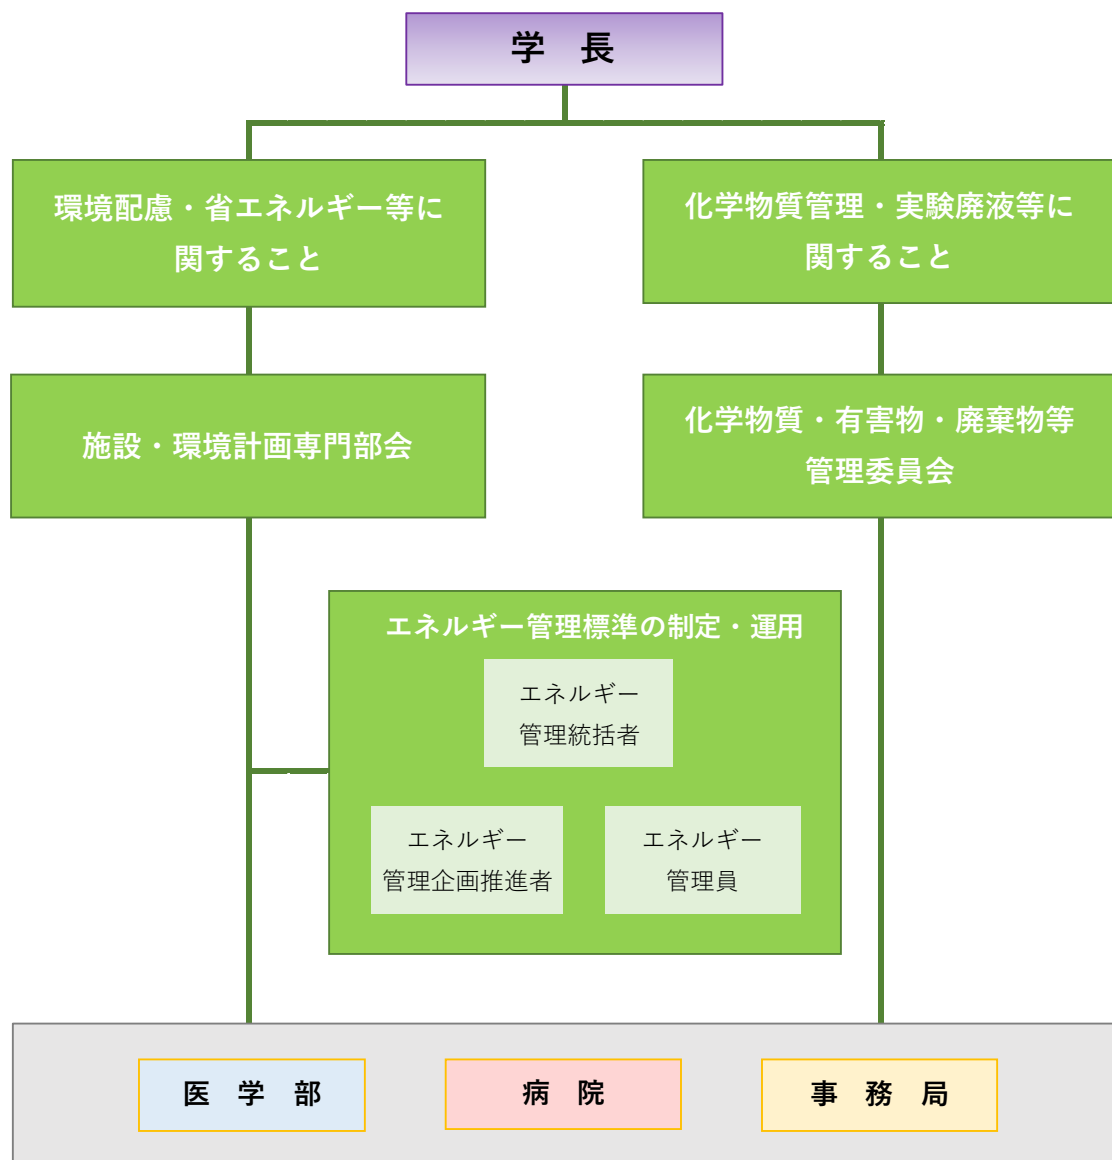 学　長
環境配慮・省エネルギー等に
関すること
化学物質管理・実験廃液等に
関すること
施設・環境計画専門部会
化学物質・有害物・廃棄物等
管理委員会
エネルギー管理標準の制定・運用
エネルギー
管理統括者
エネルギー
管理企画推進者
エネルギー
管理員
医　学　部
病　院
事　務　局